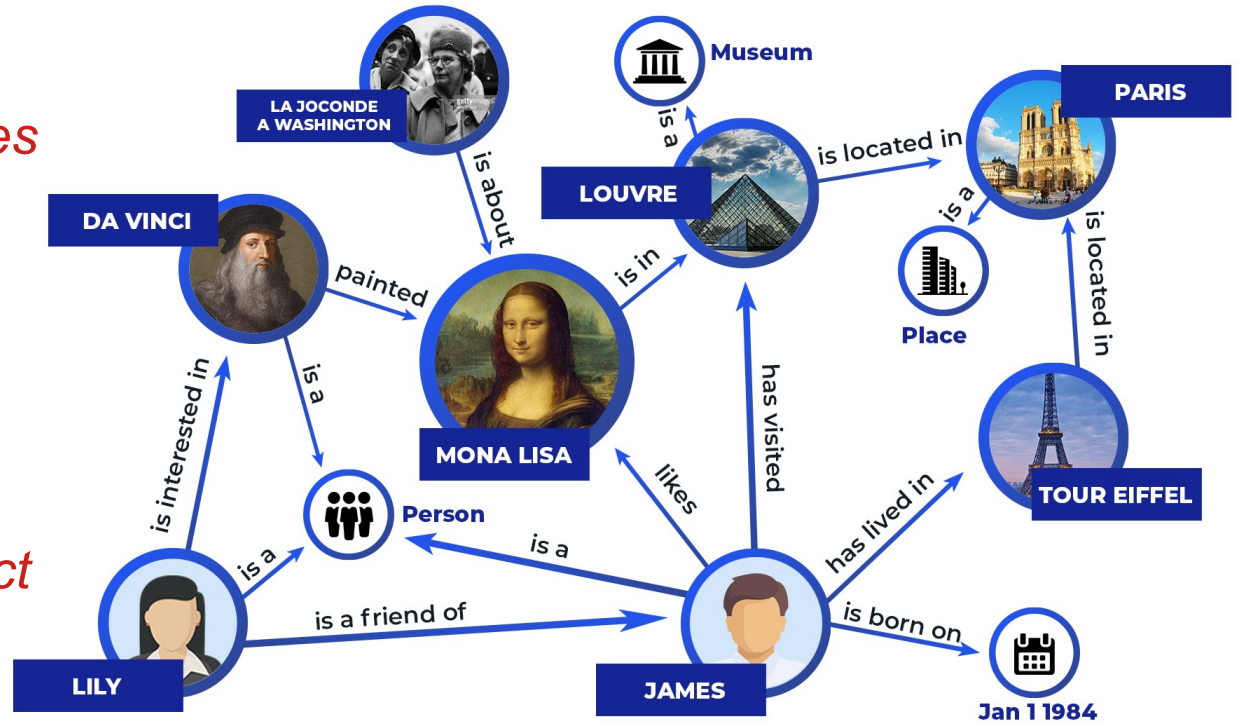 Museum
PARIS
LA JOCONDE
A WASHINGTON
gettyimages
is a
is located in
es
is about
LOUVRE
DA VINCI
is a
is located in
painted
is in
Place
is interested in
is a
has visited
MONA LISA
likes
has lived in
TOUR EIFFEL
Person
is a
ct
is a
is a friend of
is born on
LILY
JAMES
Jan 1 1984